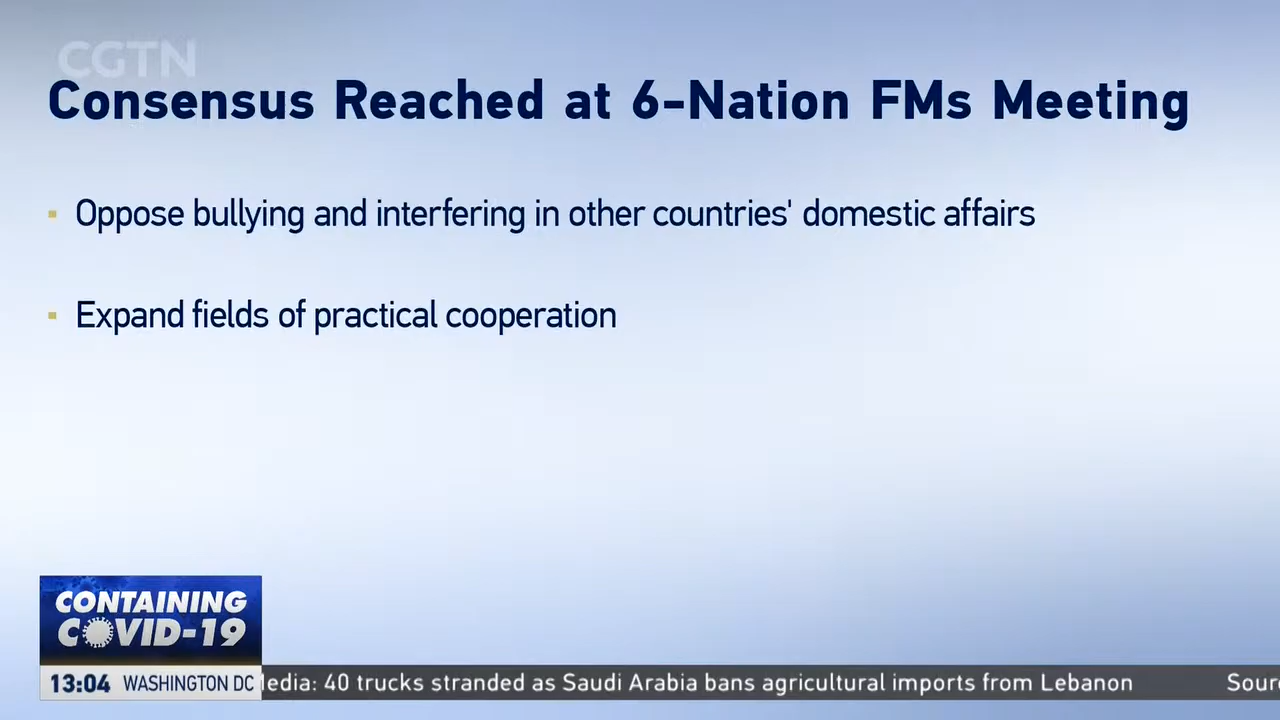 CGTN
Consensus Reached at 6-Nation FMs Meeting
▪ Oppose bullying and interfering in other countries' domestic affairs
▪ Expand fields of practical cooperation
CONTAINING
COVID-19
13:04 WASHINGTON DC edia: 40 trucks stranded as Saudi Arabia bans agricultural imports from Lebanon Sour